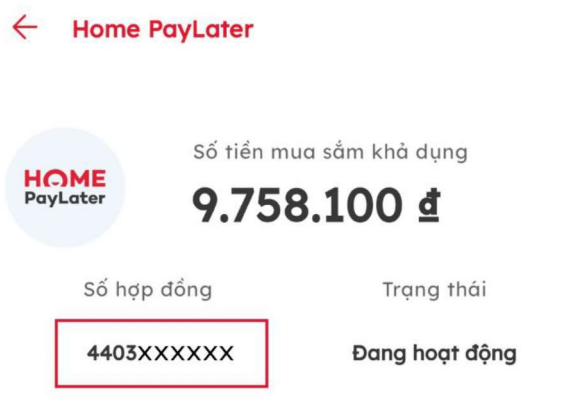 Home PayLater
Số tiền mua sắm khả dụng
HOME
PayLater
9.758.100 đ
Số hợp đồng
Trạng thái
4403XXXXXX
Đang hoạt động